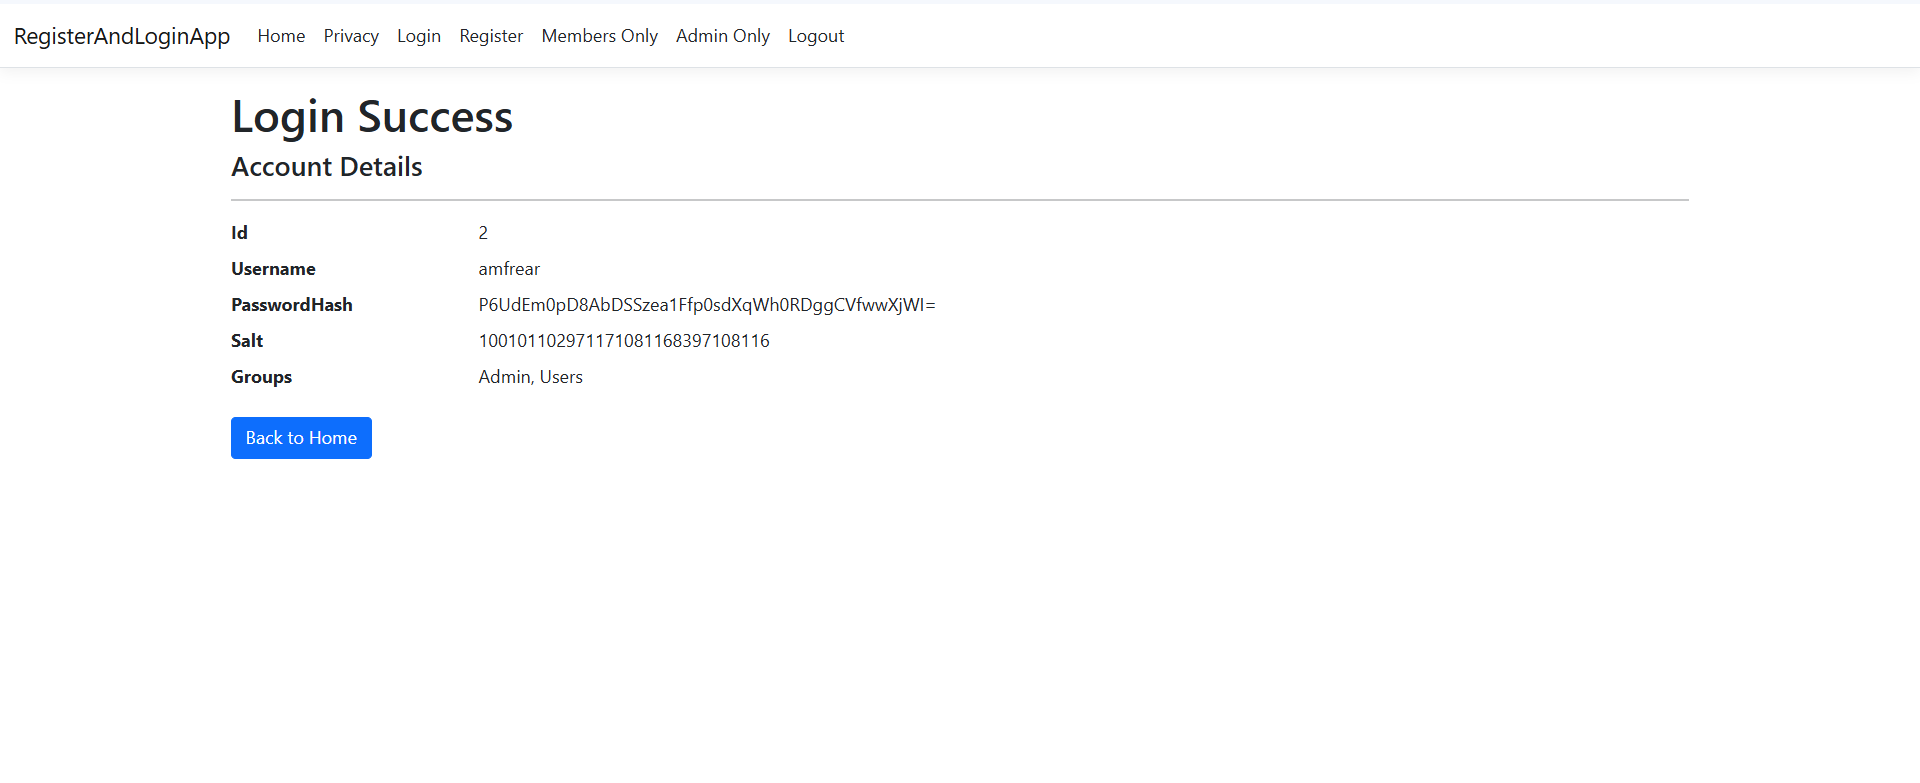 RegisterAndLoginApp Home Privacy Login Register Members Only Admin Only Logout
Login Success
Account Details
Id 2
Username amfrear
PasswordHash P6UdEm0pD8AbDSSzea1Ffp0sdXqWh0RDggCVfwwXjWI=
Salt 1001011029711171081168397108116
Groups Admin, Users
Back to Home